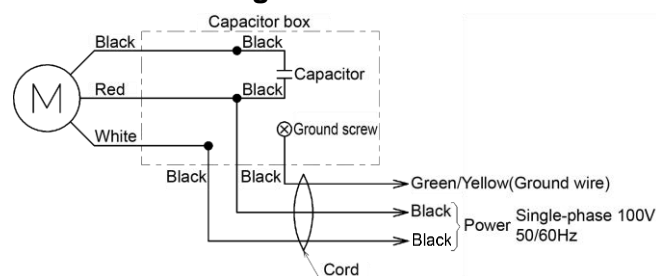 Capacitor box
Black
Black
Capacitor
Red
Black
M
White
Ground screw
Black
Black
Green/Yellow(Ground wire)
Black
Power
Single-phase 100V
50/60Hz
Black
Cord